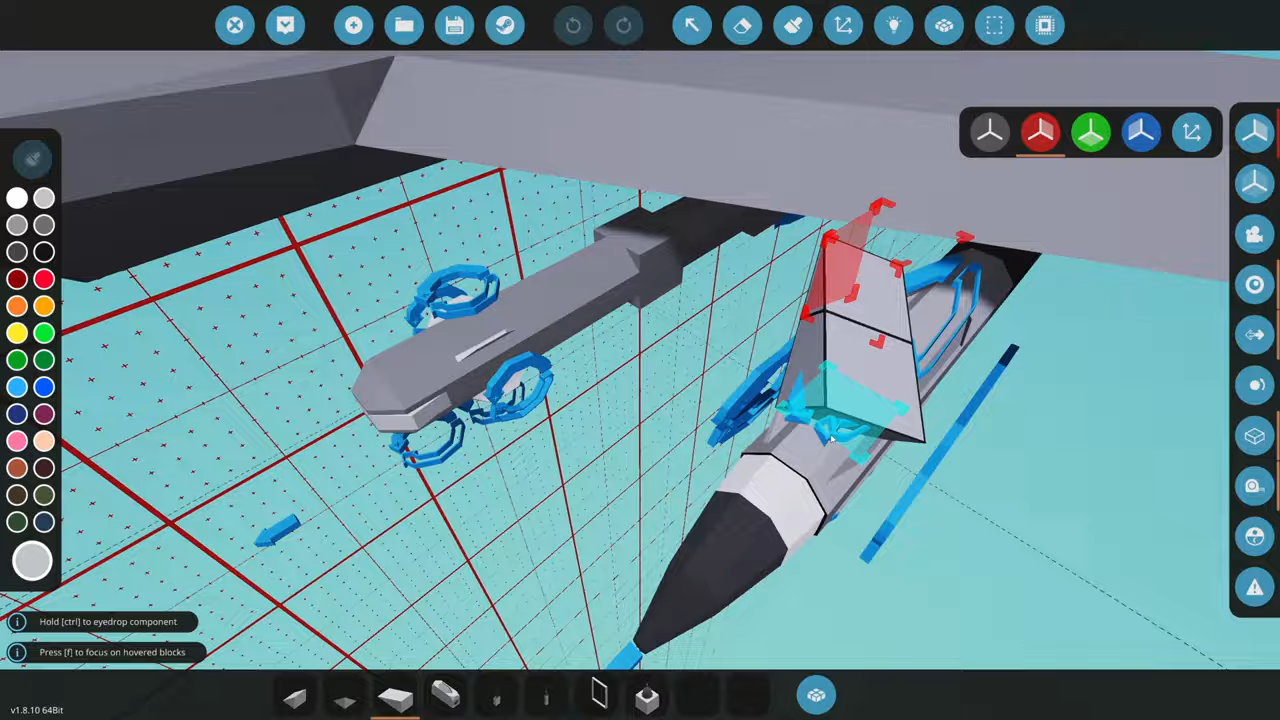 Hold [ctrl] to eyedrop component
Press [f] to focus on hovered blocks
v1.8.10 64Bit